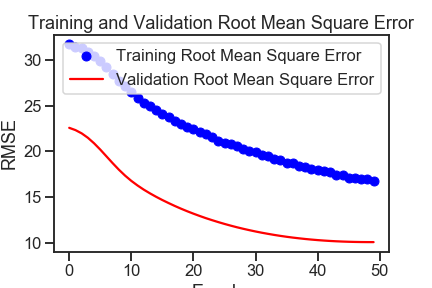 Training and Validation Root Mean Square Error
Training Root Mean Square Error
Validation Root Mean Square Error
RMSE
30
25
20
15
10
0 10 20 30 40 50